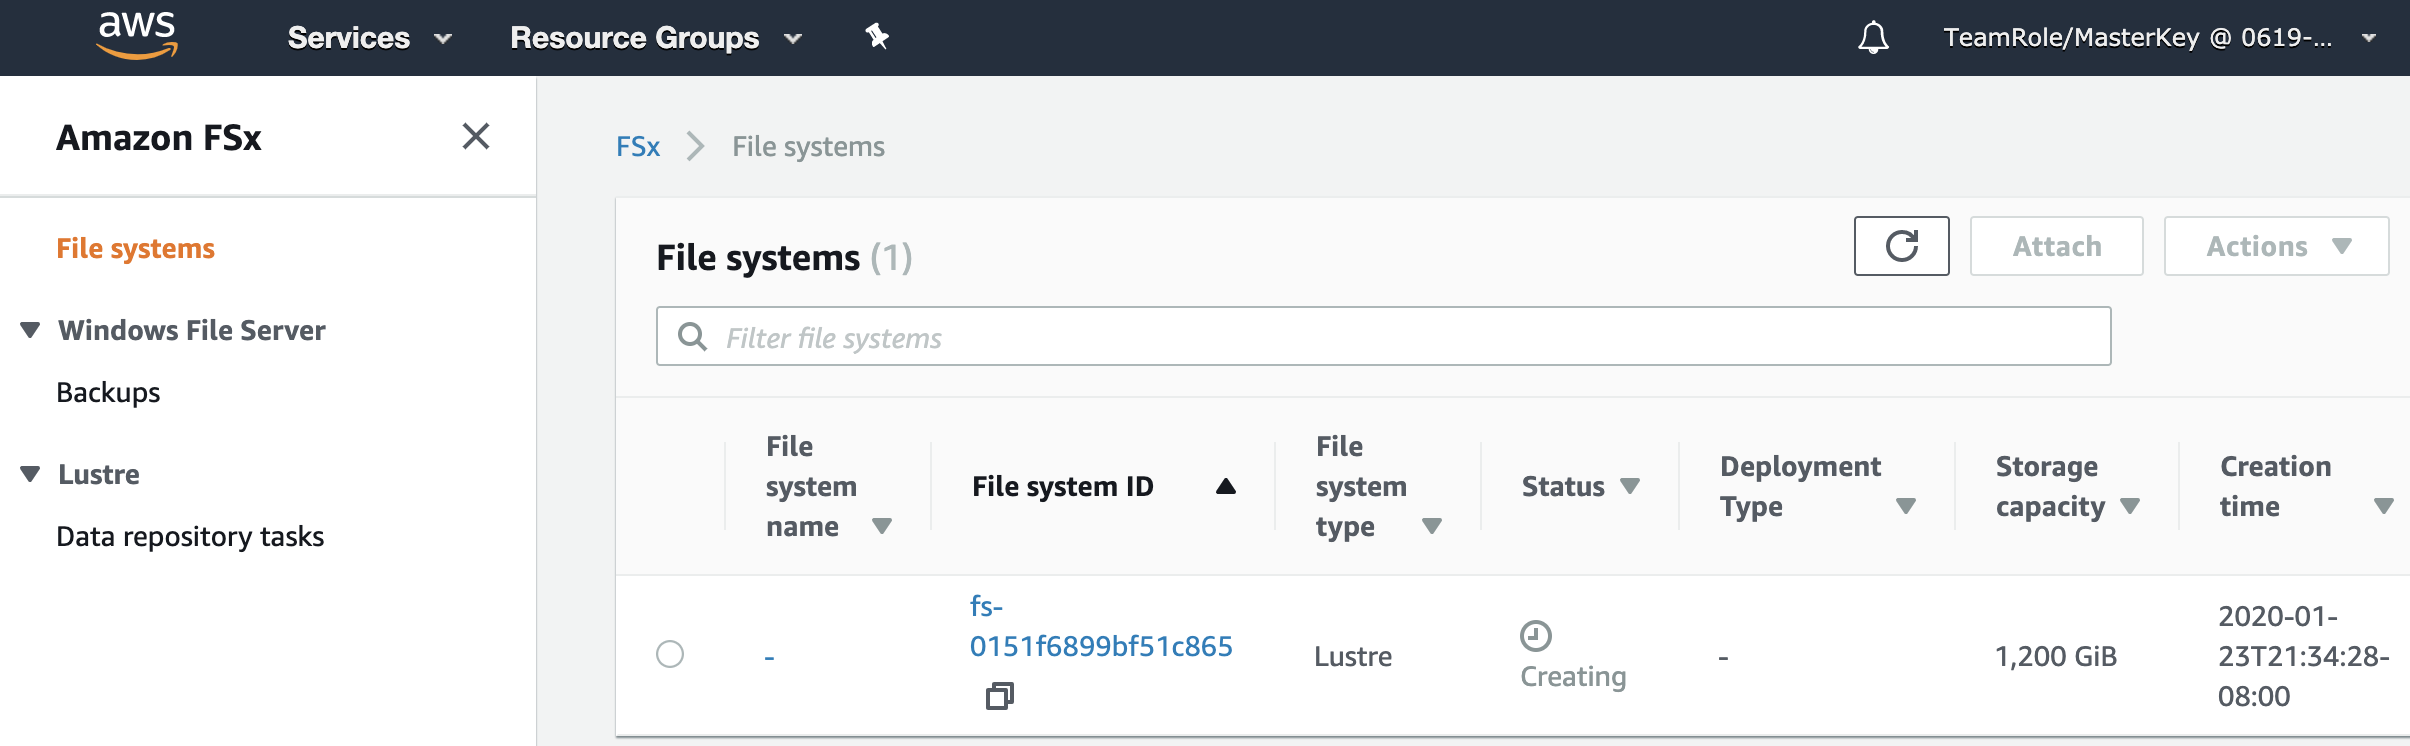 aws
Services
Resource Groups
TeamRole/MasterKey @ 0619-...
Amazon FSx
File systems
Windows File Server
Backups
Lustre
Data repository tasks
FSx
File systems
File systems (1)
Attach
Actions
Filter file systems
File
system
name
File system ID
File
system
type
Status
Deployment
Type
Storage
capacity
Creation
time
-
fs-
0151f6899bf51c865
Lustre
Creating
-
1,200 GiB
2020-01-
23T21:34:28-
08:00